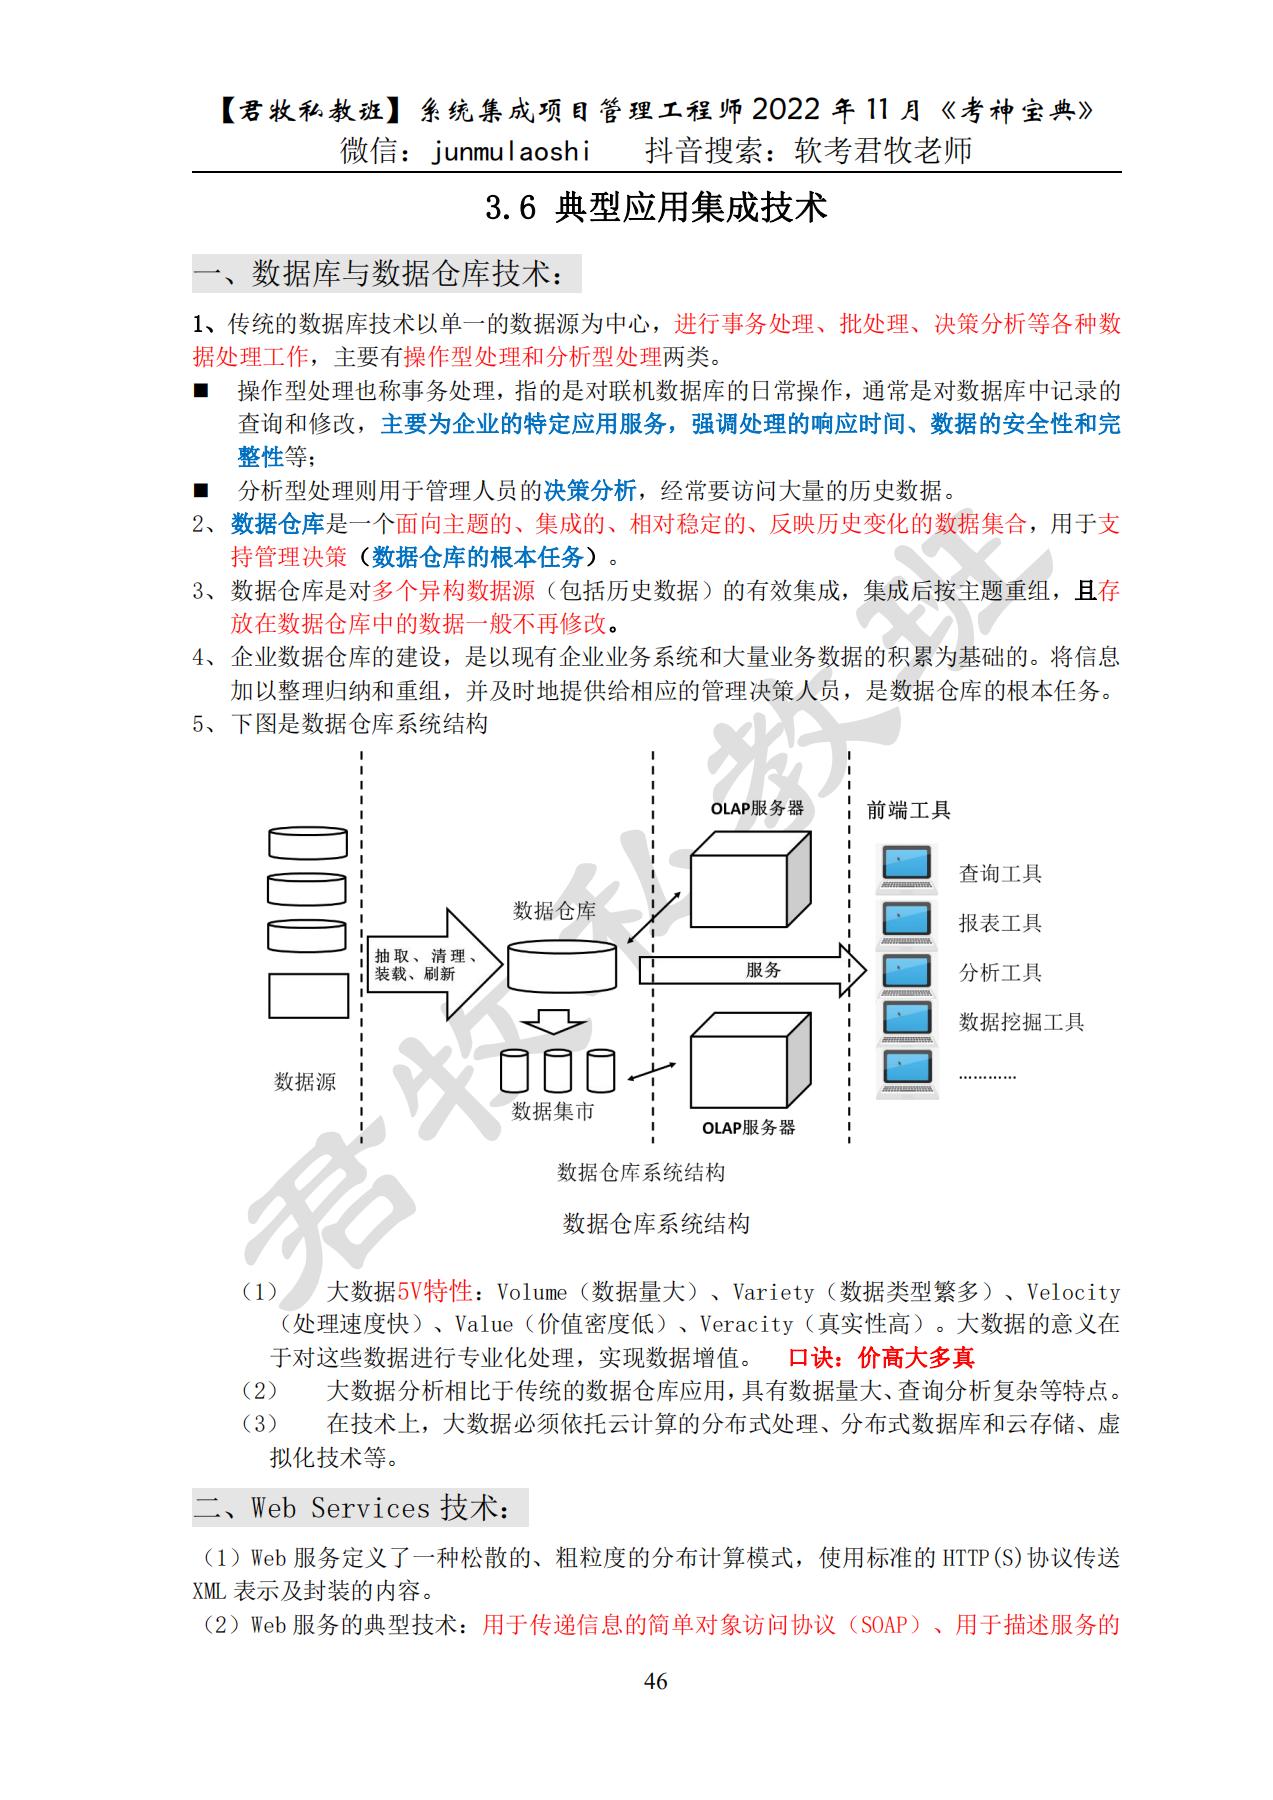 【君牧私教班】系统集成项目管理工程师 2022 年 11 月《考神宝典》
微信：junmulaoshi 抖音搜索：软考君牧老师
3.6 典型应用集成技术
一、数据库与数据仓库技术：
1、传统的数据库技术以单一的数据源为中心，进行事务处理、批处理、决策分析等各种数
据处理工作，主要有操作型处理和分析型处理两类。
■ 操作型处理也称事务处理，指的是对联机数据库的日常操作，通常是对数据库中记录的
查询和修改，主要为企业的特定应用服务，强调处理的响应时间、数据的安全性和完
整性等；
■ 分析型处理则用于管理人员的决策分析，经常要访问大量的历史数据。
2、数据仓库是一个面向主题的、集成的、相对稳定的、反映历史变化的数据集合，用于支
持管理决策（数据仓库的根本任务）。
3、数据仓库是对多个异构数据源（包括历史数据）的有效集成，集成后按主题重组，且存
放在数据仓库中的数据一般不再修改。
4、企业数据仓库的建设，是以现有企业业务系统和大量业务数据的积累为基础的。将信息
加以整理归纳和重组，并及时地提供给相应的管理决策人员，是数据仓库的根本任务。
5、下图是数据仓库系统结构
OLAP服务器
前端工具
查询工具
数据仓库
报表工具
抽取、清理、
装载、刷新
服务
分析工具
数据挖掘工具
数据源
…………
数据集市
OLAP服务器
数据仓库系统结构
数据仓库系统结构
（1） 大数据5V特性：Volume（数据量大）、Variety（数据类型繁多）、Velocity
（处理速度快）、Value（价值密度低）、Veracity（真实性高）。大数据的意义在
于对这些数据进行专业化处理，实现数据增值。 口诀：价高大多真
（2） 大数据分析相比于传统的数据仓库应用，具有数据量大、查询分析复杂等特点。
（3） 在技术上，大数据必须依托云计算的分布式处理、分布式数据库和云存储、虚
拟化技术等。
二、Web Services 技术：
（1）Web 服务定义了一种松散的、粗粒度的分布计算模式，使用标准的 HTTP(S)协议传送
XML 表示及封装的内容。
（2）Web 服务的典型技术：用于传递信息的简单对象访问协议（SOAP）、用于描述服务的
46
君牧私教班